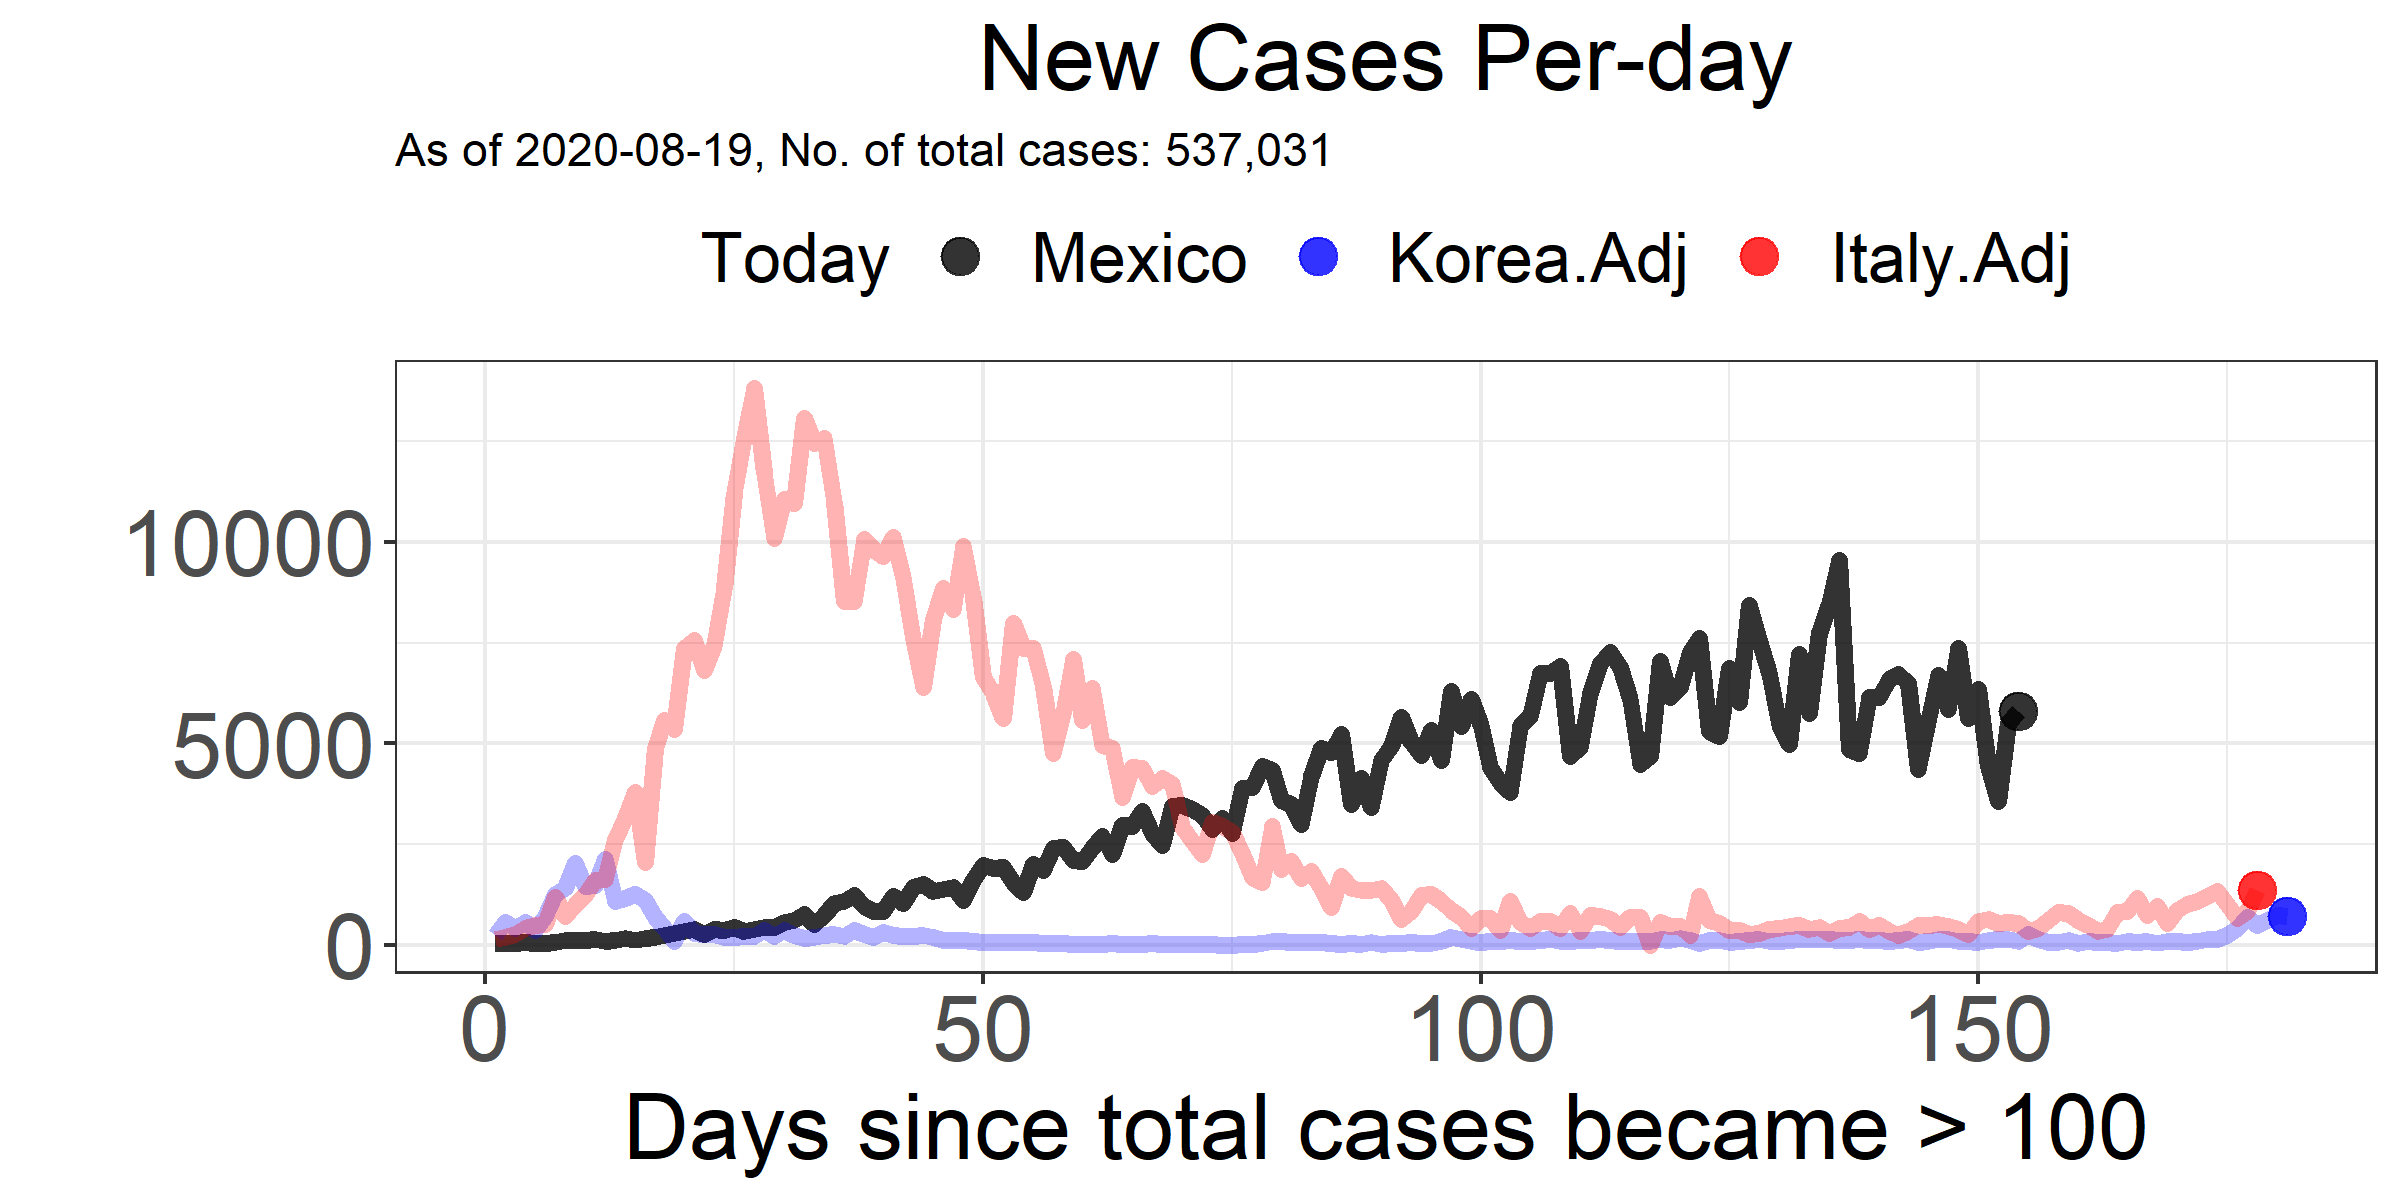 New Cases Per-day
As of 2020-08-19, No. of total cases: 537,031
Today Mexico Korea.Adj Italy.Adj
10000
5000
0
0 50 100 150
Days since total cases became > 100